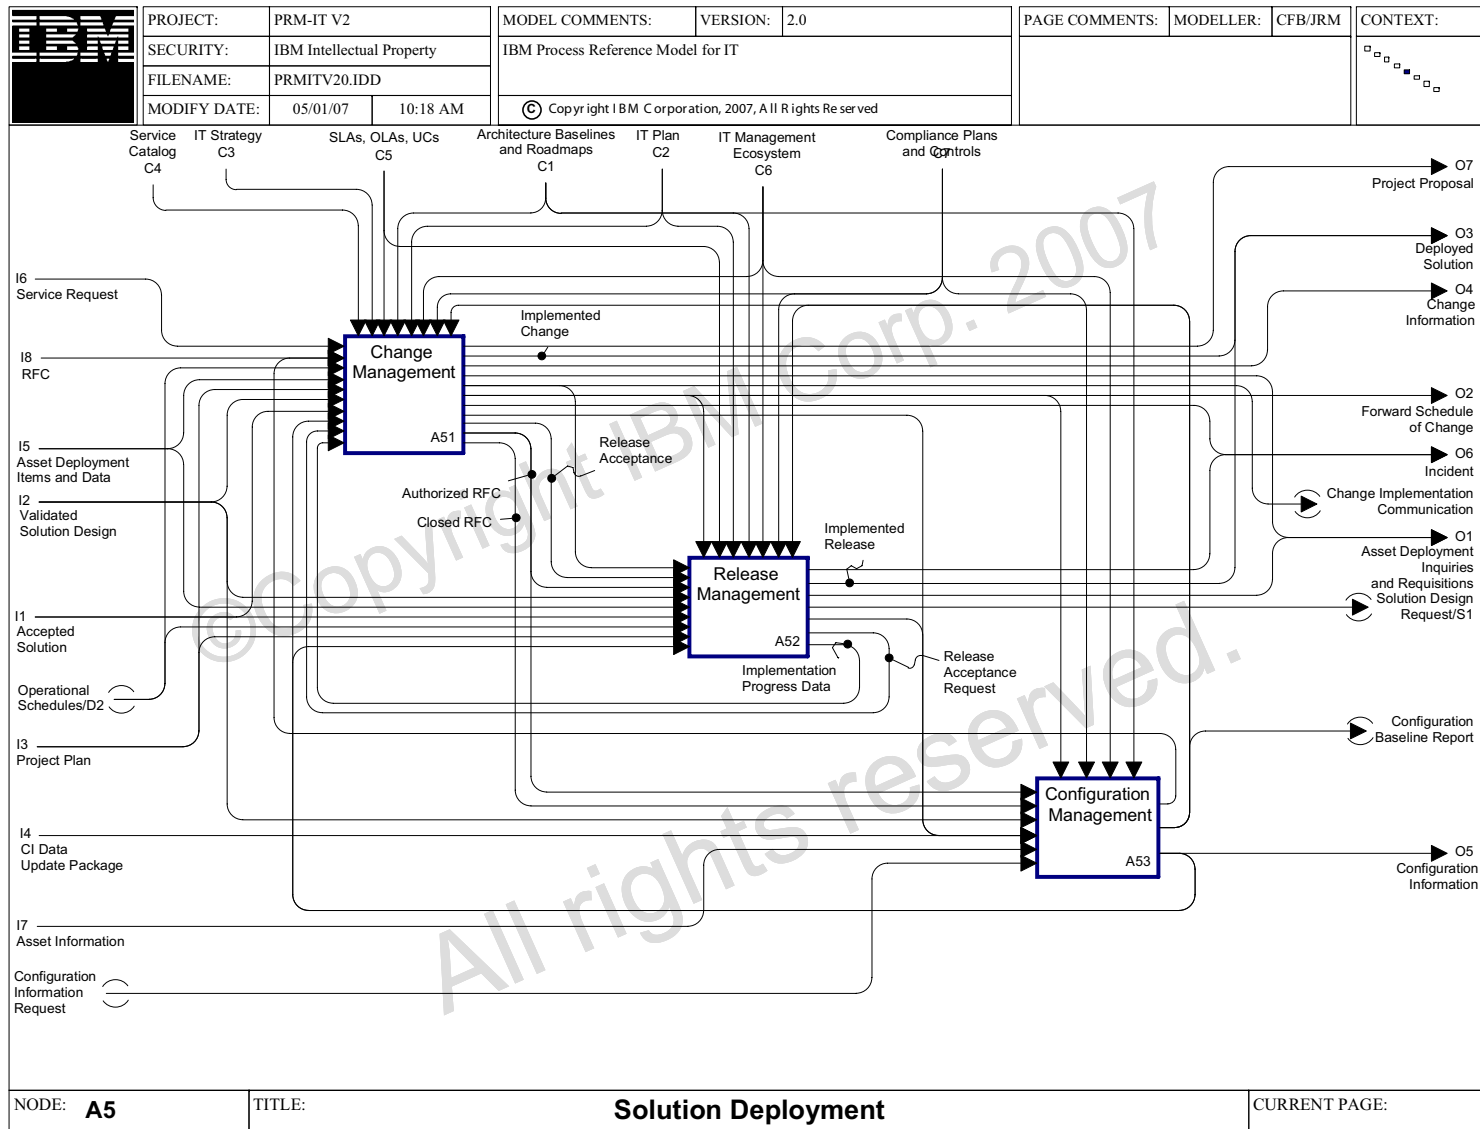 IBM
PROJECT: PRM-IT V2
MODEL COMMENTS: VERSION: 2.0
PAGE COMMENTS: MODELLER: CFB/JRM
CONTEXT:
SECURITY: IBM Intellectual Property
IBM Process Reference Model for IT
FILENAME: PRMITV20.IDD
MODIFY DATE: 05/01/07 10:18 AM
© Copyright IBM Corporation, 2007, All Rights Reserved
Service
Catalog
C4
IT Strategy
C3
SLAs, OLAs, UCs
C5
Architecture Baselines
and Roadmaps
C1
IT Plan
C2
IT Management
Ecosystem
C6
Compliance Plans
and Controls
C7
I6
Service Request
I8
RFC
I5
Asset Deployment
Items and Data
I2
Validated
Solution Design
I1
Accepted
Solution
Operational
Schedules/D2
I3
Project Plan
I4
CI Data
Update Package
I7
Asset Information
Configuration
Information
Request
Change
Management
A51
Implemented
Change
Release
Acceptance
Authorized RFC
Closed RFC
Release
Management
A52
Implemented
Release
Implementation
Progress Data
Release
Acceptance
Request
Configuration
Management
A53
O7
Project Proposal
O3
Deployed
Solution
O4
Change
Information
O2
Forward Schedule
of Change
O6
Incident
Change Implementation
Communication
O1
Asset Deployment
Inquiries
and Requisitions
Solution Design
Request/S1
Configuration
Baseline Report
O5
Configuration
Information
©Copyright IBM Corp. 2007
All rights reserved.
NODE: A5
TITLE: Solution Deployment
CURRENT PAGE: